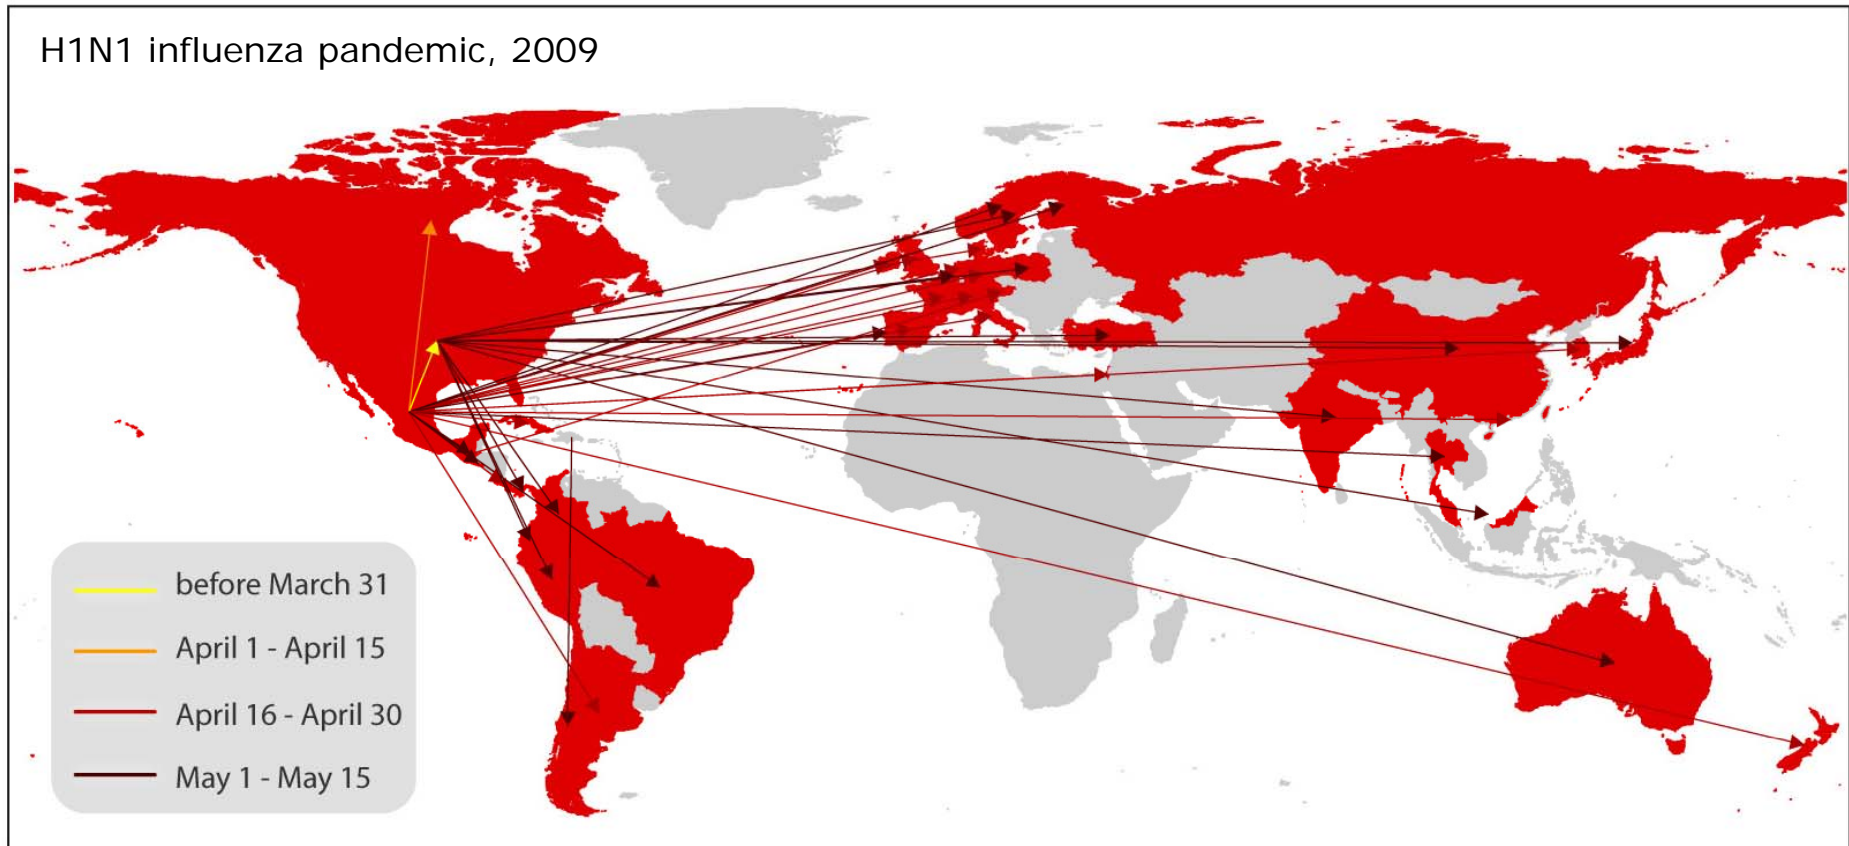 H1N1 influenza pandemic, 2009
before March 31
April 1 - April 15
April 16 - April 30
May 1 - May 15